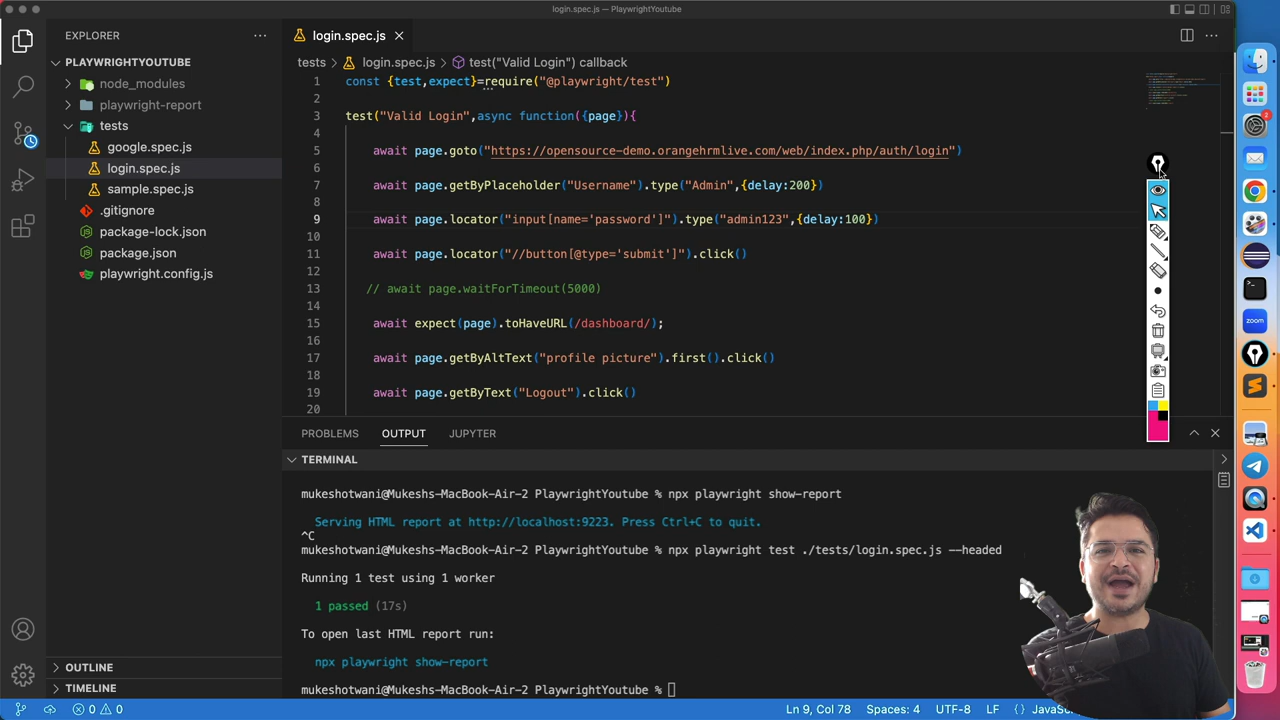 login.spec.js — PlaywrightYoutube
EXPLORER
login.spec.js
PLAYWRIGHTYOUTUBE
tests > login.spec.js > test("Valid Login") callback
node_modules
playwright-report
tests
google.spec.js
login.spec.js
sample.spec.js
.gitignore
package-lock.json
package.json
playwright.config.js
1 const {test,expect}=require("@playwright/test")
2
3 test("Valid Login",async function({page}){
4
5 await page.goto("https://opensource-demo.orangehrmlive.com/web/index.php/auth/login")
6
7 await page.getByPlaceholder("Username").type("Admin",{delay:200})
8
9 await page.locator("input[name='password']").type("admin123",{delay:100})
10
11 await page.locator("//button[@type='submit']").click()
12
13 // await page.waitForTimeout(5000)
14
15 await expect(page).toHaveURL(/dashboard/);
16
17 await page.getByAltText("profile picture").first().click()
18
19 await page.getByText("Logout").click()
20
PROBLEMS OUTPUT JUPYTER
TERMINAL
mukeshotwani@Mukeshs-MacBook-Air-2 PlaywrightYoutube % npx playwright show-report
Serving HTML report at http://localhost:9223. Press Ctrl+C to quit.
^C
mukeshotwani@Mukeshs-MacBook-Air-2 PlaywrightYoutube % npx playwright test ./tests/login.spec.js --headed
Running 1 test using 1 worker
1 passed (17s)
To open last HTML report run:
npx playwright show-report
mukeshotwani@Mukeshs-MacBook-Air-2 PlaywrightYoutube %
OUTLINE
TIMELINE
0 0
Ln 9, Col 78 Spaces: 4 UTF-8 LF {} JavaS
2
zoom